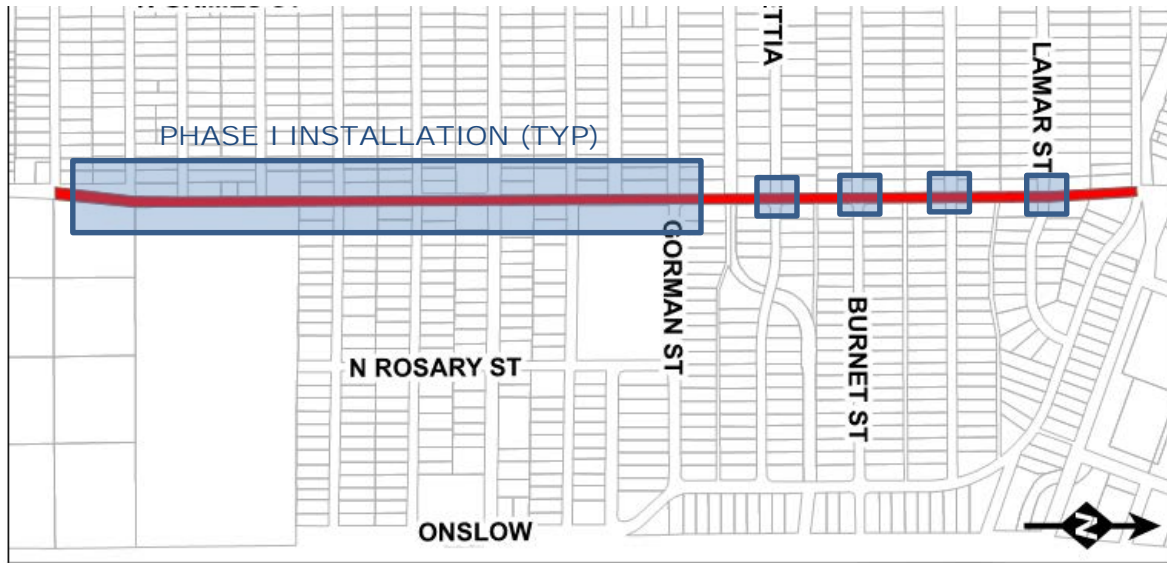 PHASE I INSTALLATION (TYP)
LAMAR ST
GORMAN ST
BURNET ST
N ROSARY ST
ONSLOW
N